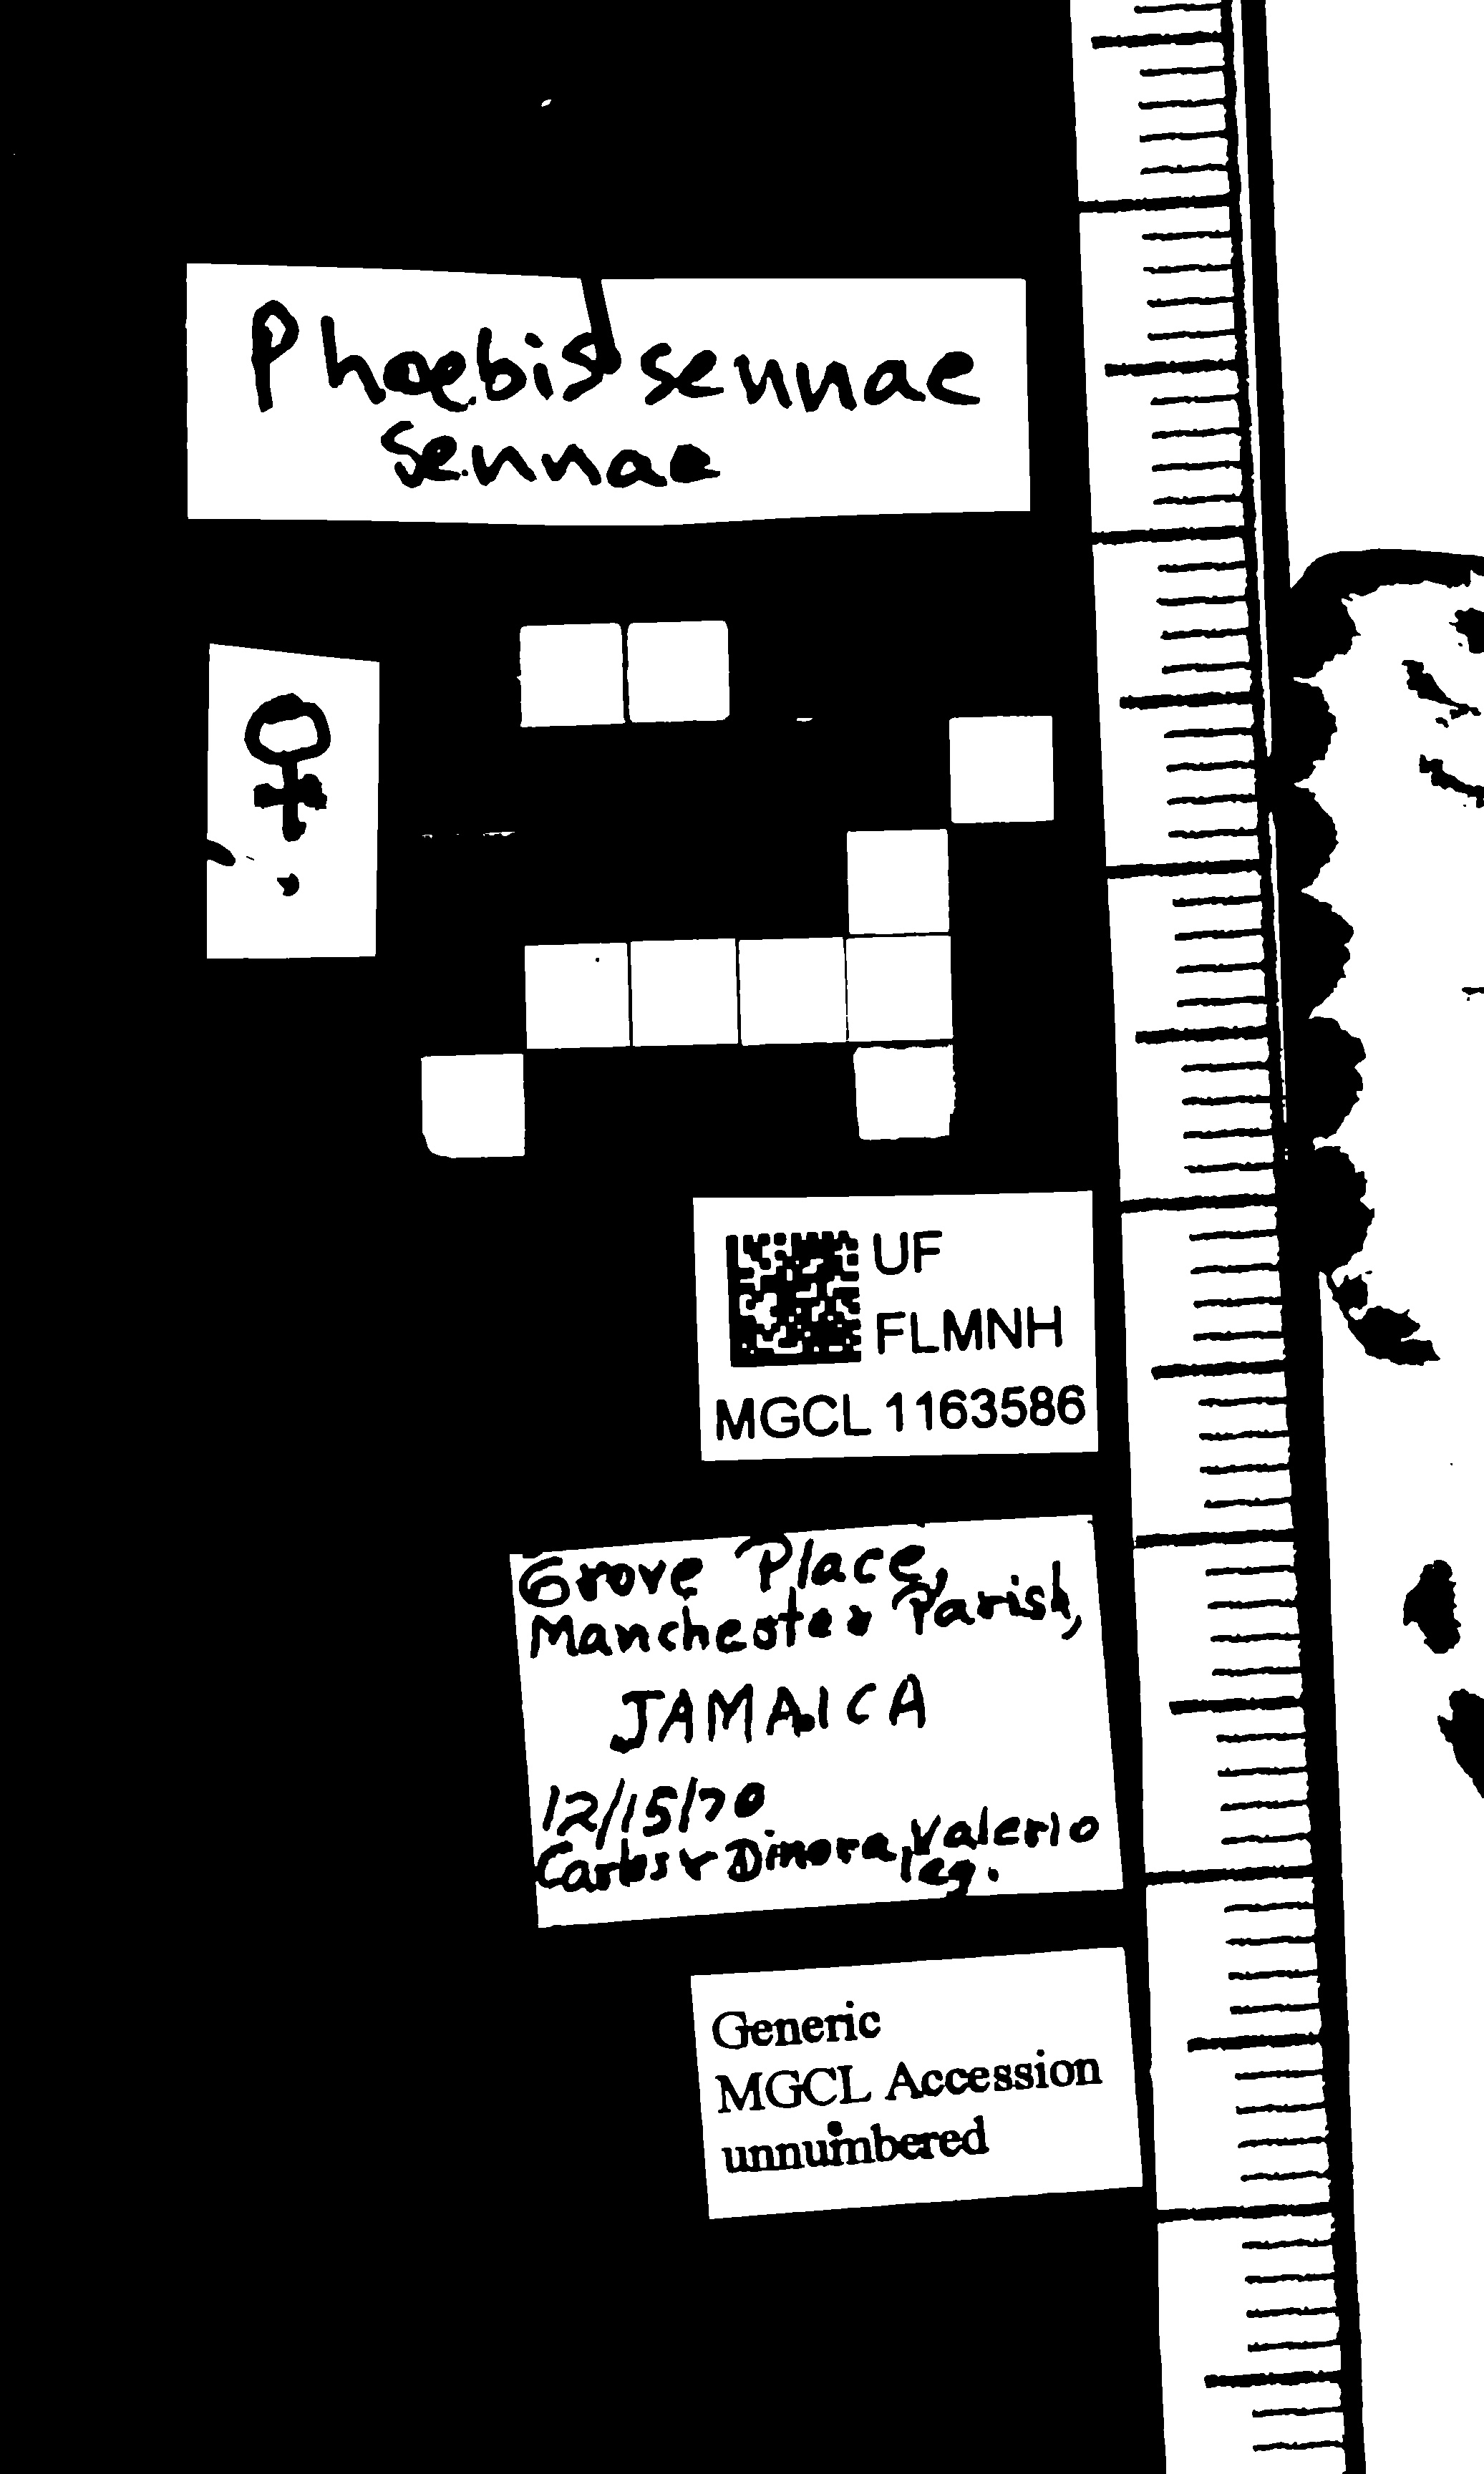 Phoebis sennae
sennae
♀
UF
FLMNH
MGCL 1163586
Grove Place,
Manchester Parish,
JAMAICA
12/15/70
Carlos & Dinora Valerio
leg.
Generic
MGCL Accession
unnumbered